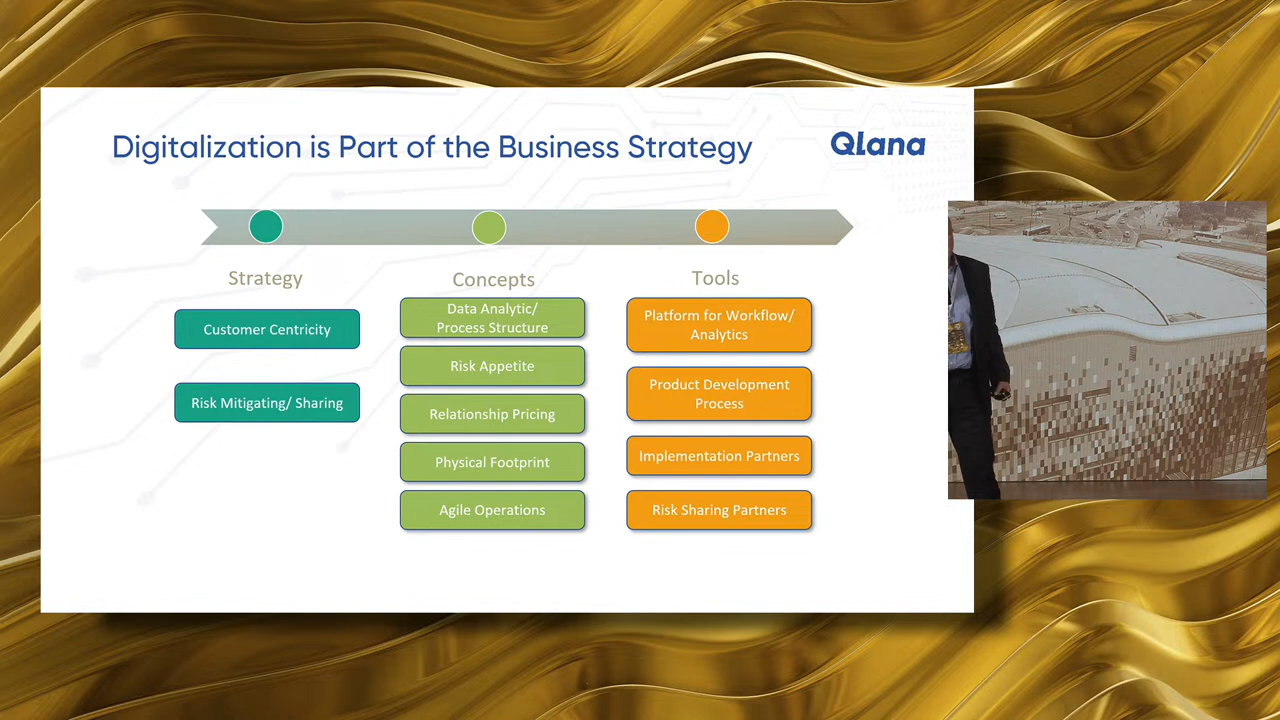 Digitalization is Part of the Business Strategy
Qlana
Strategy
Customer Centricity
Risk Mitigating/ Sharing
Concepts
Data Analytic/
Process Structure
Risk Appetite
Relationship Pricing
Physical Footprint
Agile Operations
Tools
Platform for Workflow/
Analytics
Product Development
Process
Implementation Partners
Risk Sharing Partners